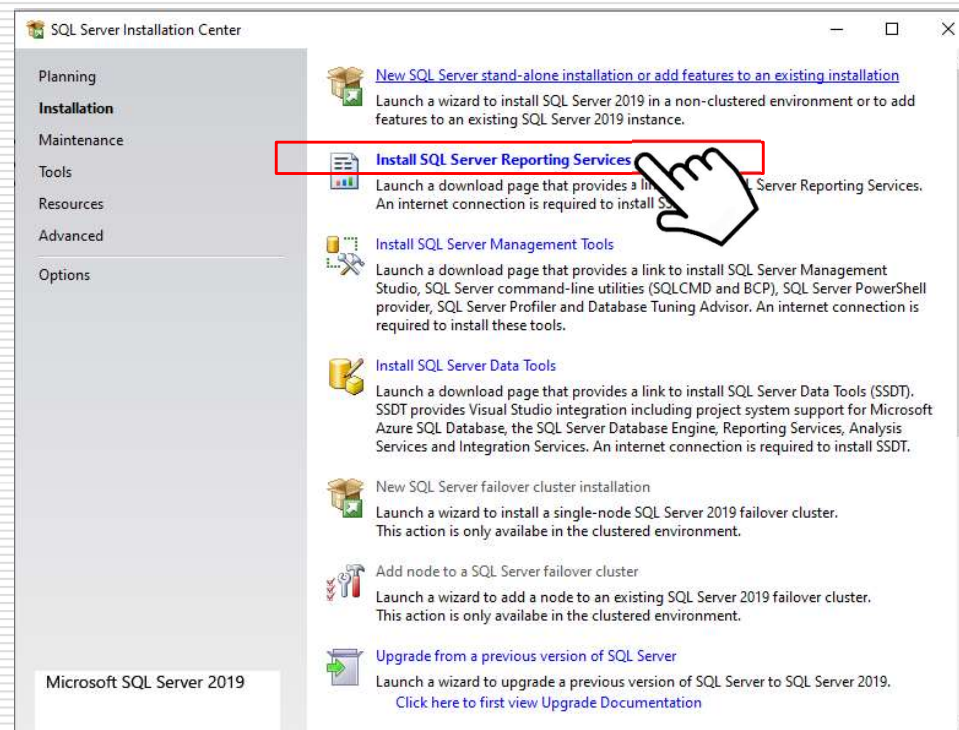 SQL Server Installation Center
Planning
Installation
Maintenance
Tools
Resources
Advanced
Options
New SQL Server stand-alone installation or add features to an existing installation
Launch a wizard to install SQL Server 2019 in a non-clustered environment or to add
features to an existing SQL Server 2019 instance.
Install SQL Server Reporting Services
Launch a download page that provides a Server Reporting Services.
An internet connection is required to install
Install SQL Server Management Tools
Launch a download page that provides a link to install SQL Server Management
Studio, SQL Server command-line utilities (SQLCMD and BCP), SQL Server PowerShell
provider, SQL Server Profiler and Database Tuning Advisor. An internet connection is
required to install these tools.
Install SQL Server Data Tools
Launch a download page that provides a link to install SQL Server Data Tools (SSDT).
SSDT provides Visual Studio integration including project system support for Microsoft
Azure SQL Database, the SQL Server Database Engine, Reporting Services, Analysis
Services and Integration Services. An internet connection is required to install SSDT.
New SQL Server failover cluster installation
Launch a wizard to install a single-node SQL Server 2019 failover cluster.
This action is only availabe in the clustered environment.
Add node to a SQL Server failover cluster
Launch a wizard to add a node to an existing SQL Server 2019 failover cluster.
This action is only availabe in the clustered environment.
Upgrade from a previous version of SQL Server
Launch a wizard to upgrade a previous version of SQL Server to SQL Server 2019.
Click here to first view Upgrade Documentation
Microsoft SQL Server 2019